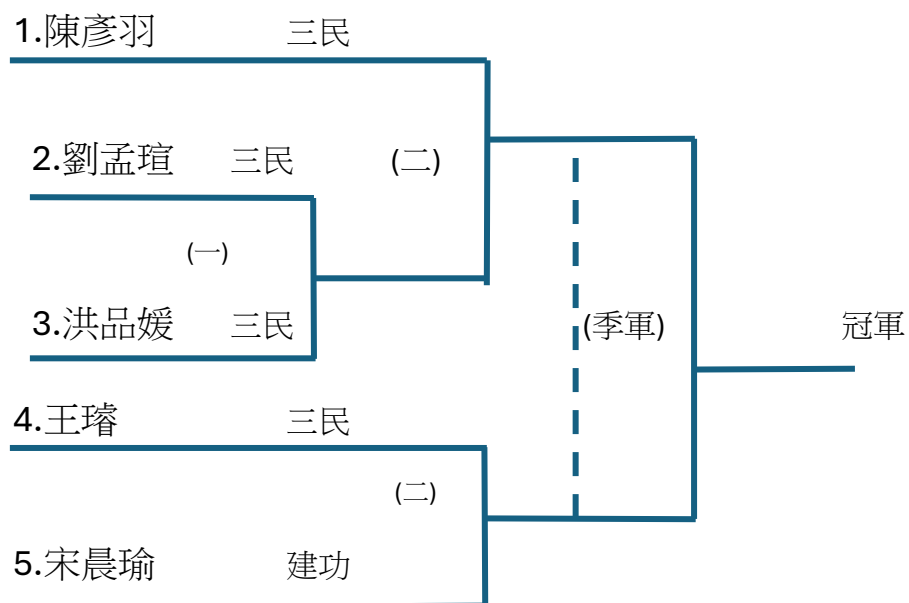 1.陳彥羽 三民
2.劉孟瑄 三民 (二)
(一)
3.洪品媛 三民 (季軍) 冠軍
4.王璿 三民
(二)
5.宋晨瑜 建功